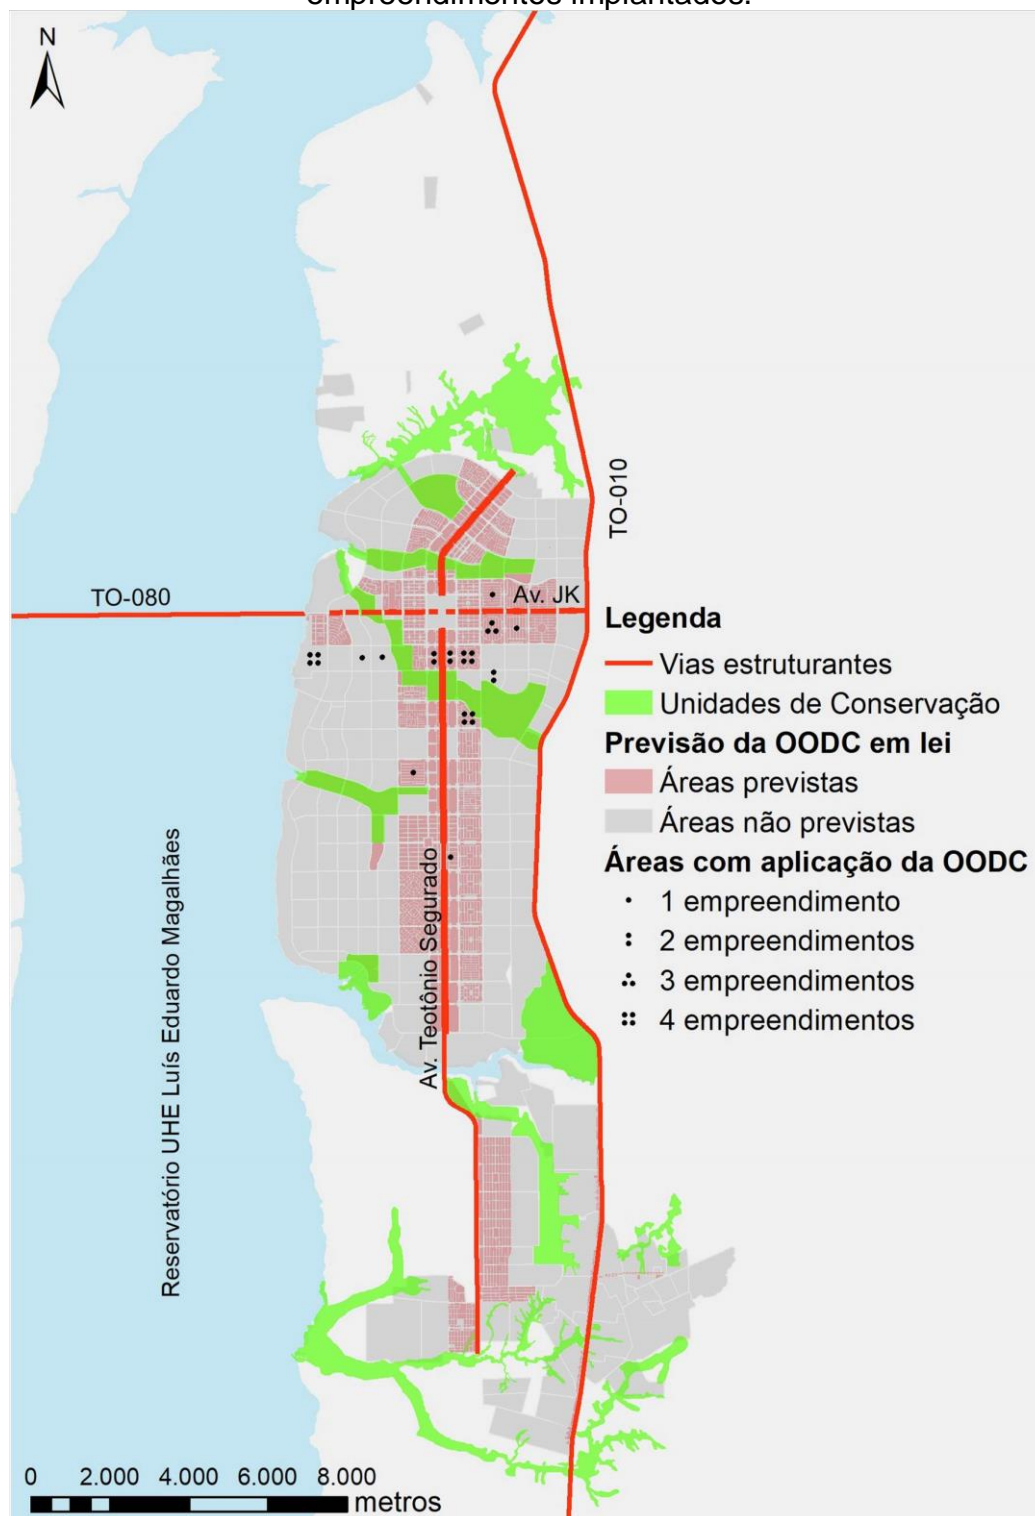 empreendimentos implantados.
N
TO-010
TO-080
Av. JK
Legenda
Vias estruturantes
Unidades de Conservação
Previsão da OODC em lei
Áreas previstas
Áreas não previstas
Áreas com aplicação da OODC
1 empreendimento
2 empreendimentos
3 empreendimentos
4 empreendimentos
Reservatório UHE Luís Eduardo Magalhães
Av. Teotônio Segurado
0 2.000 4.000 6.000 8.000
metros